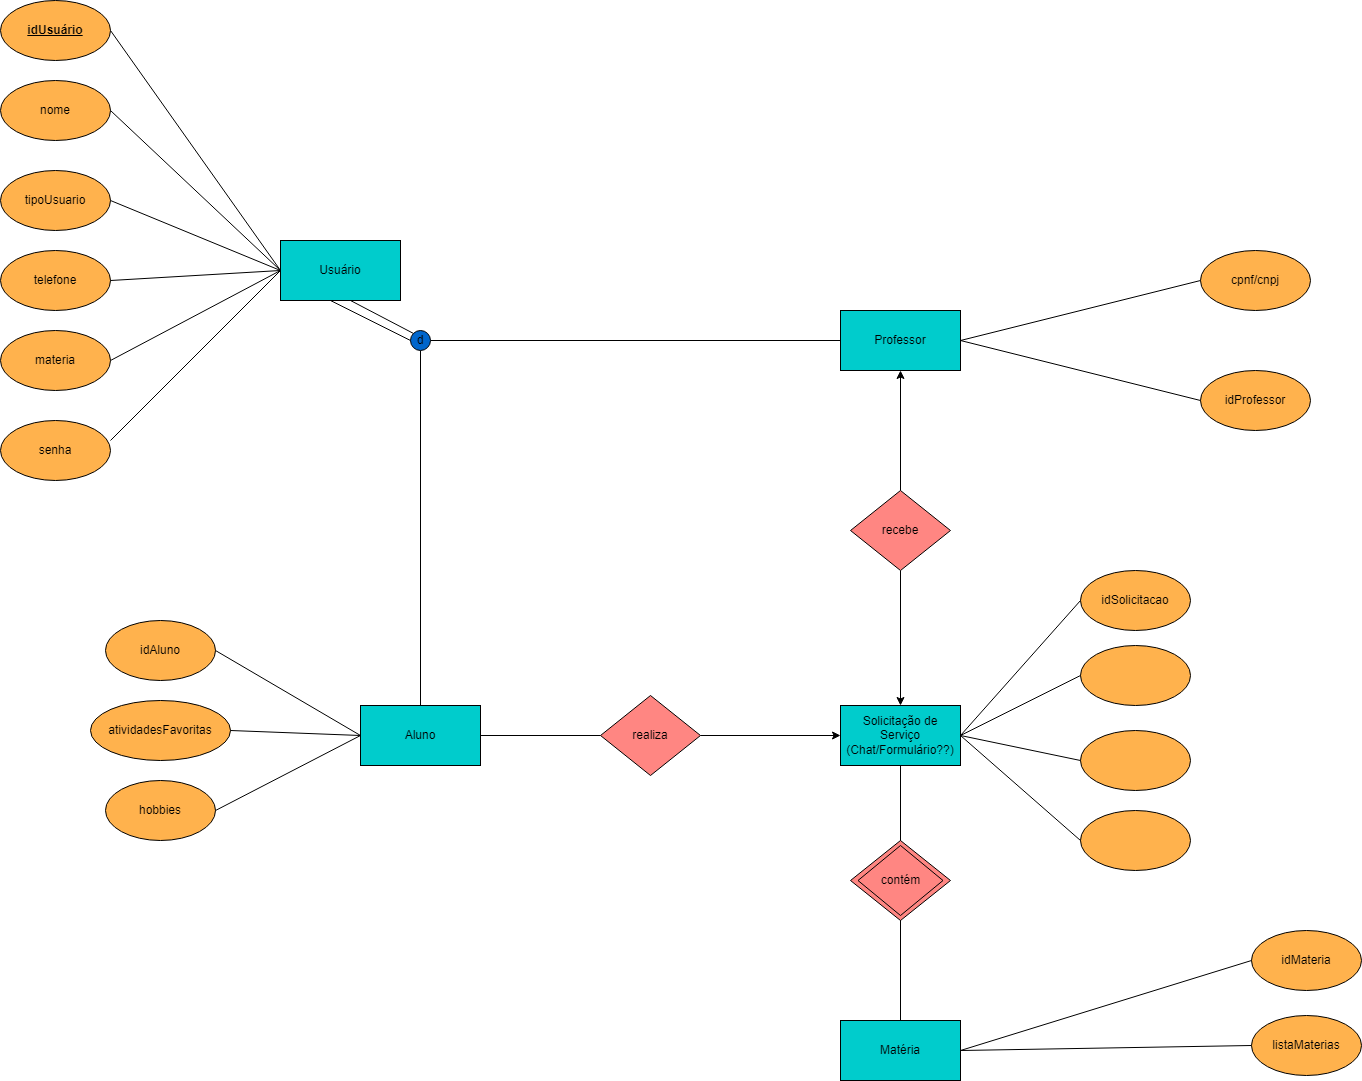 idUsuário
nome
tipoUsuario
telefone
materia
senha
Usuário
d
Professor
cpnf/cnpj
idProfessor
recebe
idSolicitacao
idAluno
atividadesFavoritas
hobbies
Aluno
realiza
Solicitação de
Serviço
(Chat/Formulário??)
contém
idMateria
listaMaterias
Matéria